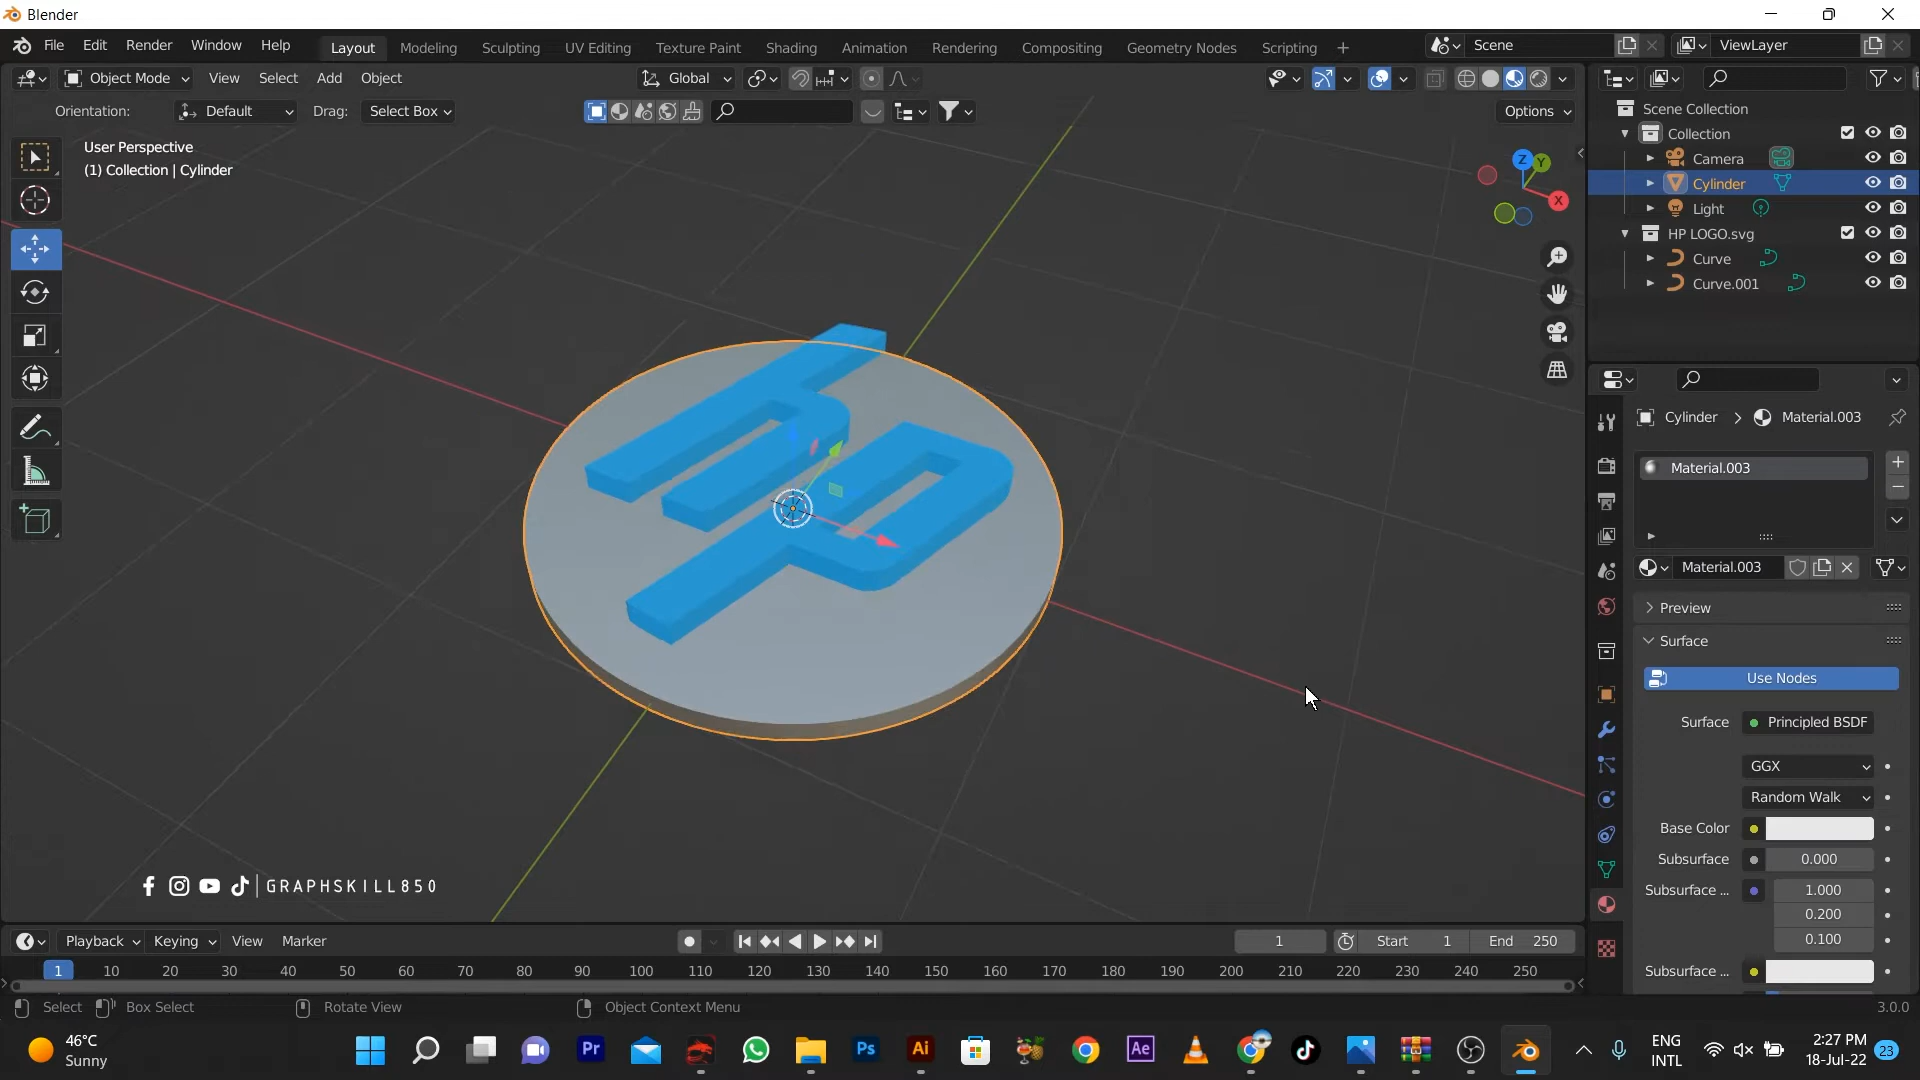 Blender
File Edit Render Window Help Layout Modeling Sculpting UV Editing Texture Paint Shading Animation Rendering Compositing Geometry Nodes Scripting + Scene ViewLayer
Object Mode View Select Add Object Global
Orientation: Default Drag: Select Box Options
User Perspective
(1) Collection | Cylinder
Z Y X
Scene Collection
Collection
Camera
Cylinder
Light
HP LOGO.svg
Curve
Curve.001
Cylinder > Material.003
Material.003
Material.003
Preview
Surface
Use Nodes
Surface Principled BSDF
GGX
Random Walk
Base Color
Subsurface 0.000
Subsurface ... 1.000
0.200
0.100
Subsurface ...
GRAPHSKILL850
Playback Keying View Marker 1 Start 1 End 250
1 10 20 30 40 50 60 70 80 90 100 110 120 130 140 150 160 170 180 190 200 210 220 230 240 250
Select Box Select Rotate View Object Context Menu 3.0.0
46°C
Sunny
Pr Ps Ai Ae
ENG
INTL
2:27 PM
18-Jul-22
23